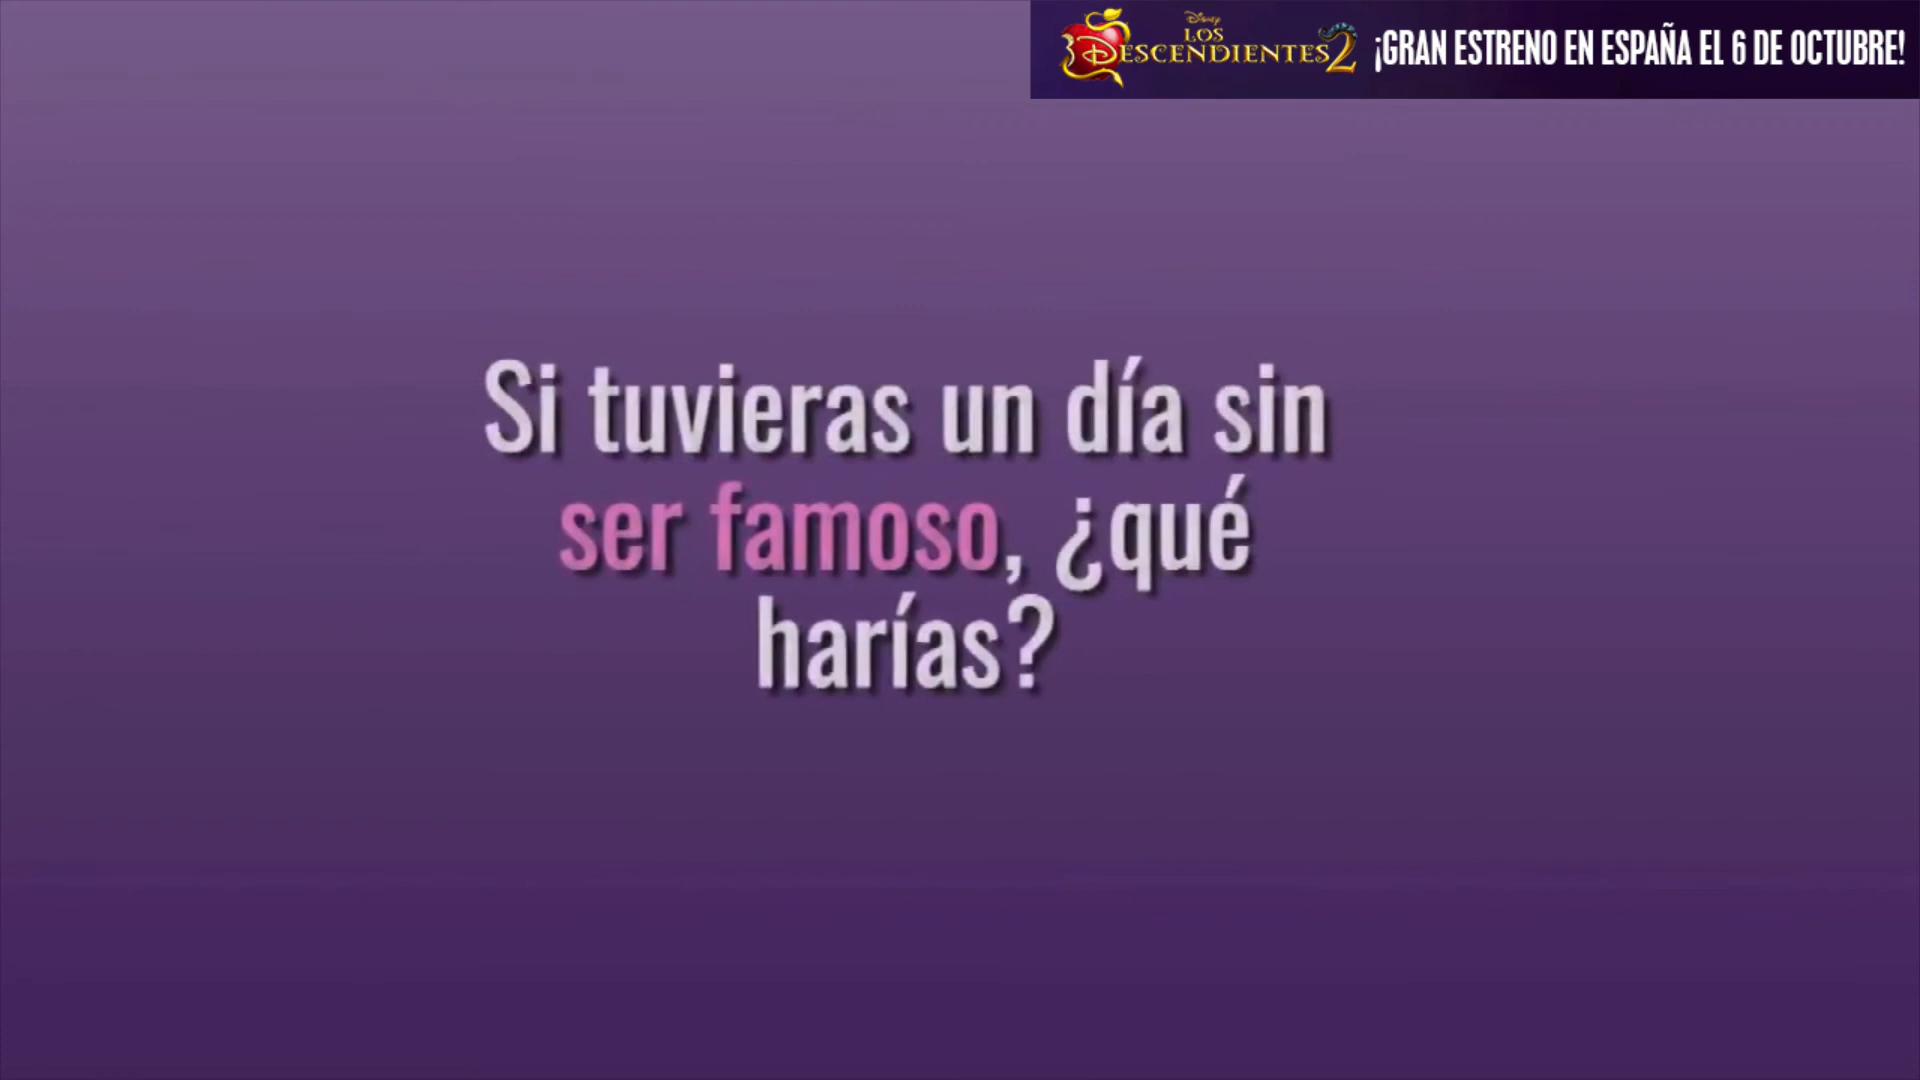 Disney
LOS
DESCENDIENTES 2
¡GRAN ESTRENO EN ESPAÑA EL 6 DE OCTUBRE!
Si tuvieras un día sin
ser famoso, ¿qué
harías?